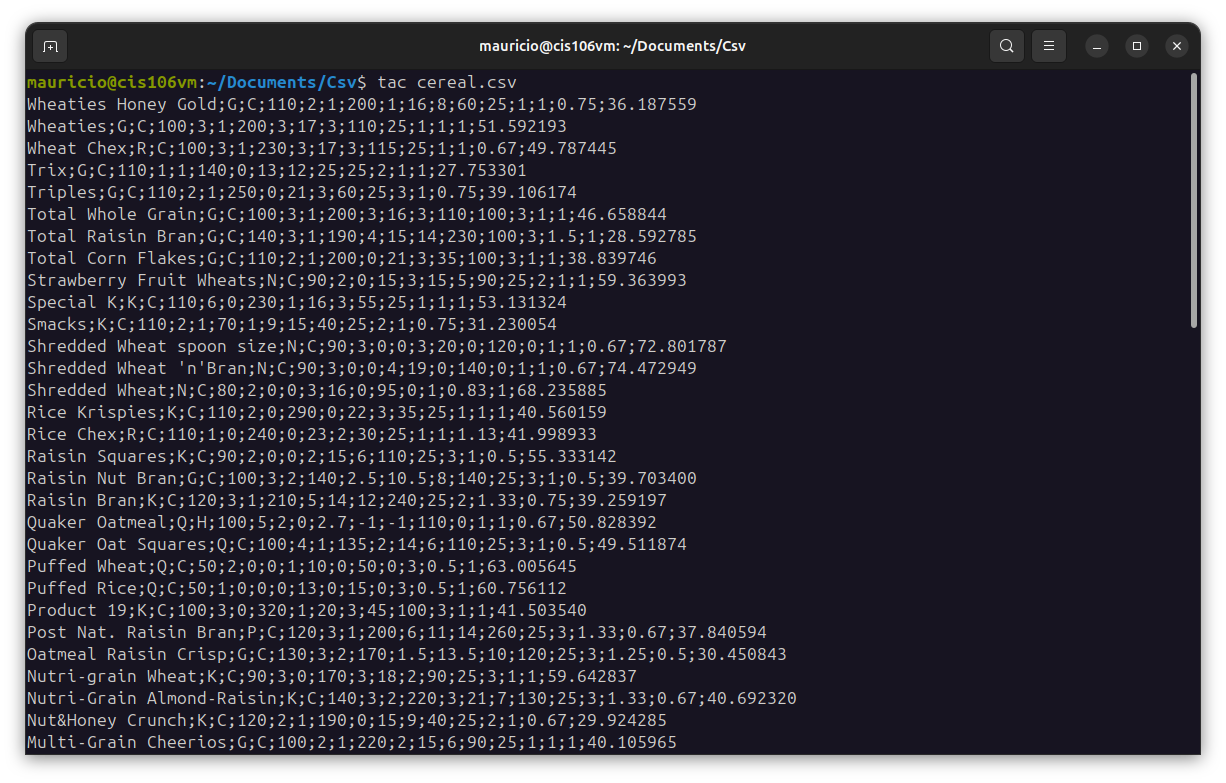 mauricio@cis106vm: ~/Documents/Csv
mauricio@cis106vm:~/Documents/Csv$ tac cereal.csv
Wheaties Honey Gold;G;C;110;2;1;200;1;16;8;60;25;1;1;0.75;36.187559
Wheaties;G;C;100;3;1;200;3;17;3;110;25;1;1;1;51.592193
Wheat Chex;R;C;100;3;1;230;3;17;3;115;25;1;1;0.67;49.787445
Trix;G;C;110;1;1;140;0;13;12;25;25;2;1;1;27.753301
Triples;G;C;110;2;1;250;0;21;3;60;25;3;1;0.75;39.106174
Total Whole Grain;G;C;100;3;1;200;3;16;3;110;100;3;1;1;46.658844
Total Raisin Bran;G;C;140;3;1;190;4;15;14;230;100;3;1.5;1;28.592785
Total Corn Flakes;G;C;110;2;1;200;0;21;3;35;100;3;1;1;38.839746
Strawberry Fruit Wheats;N;C;90;2;0;15;3;15;5;90;25;2;1;1;59.363993
Special K;K;C;110;6;0;230;1;16;3;55;25;1;1;1;53.131324
Smacks;K;C;110;2;1;70;1;9;15;40;25;2;1;0.75;31.230054
Shredded Wheat spoon size;N;C;90;3;0;0;3;20;0;120;0;1;1;0.67;72.801787
Shredded Wheat 'n'Bran;N;C;90;3;0;0;4;19;0;140;0;1;1;0.67;74.472949
Shredded Wheat;N;C;80;2;0;0;3;16;0;95;0;1;0.83;1;68.235885
Rice Krispies;K;C;110;2;0;290;0;22;3;35;25;1;1;1;40.560159
Rice Chex;R;C;110;1;0;240;0;23;2;30;25;1;1;1.13;41.998933
Raisin Squares;K;C;90;2;0;0;2;15;6;110;25;3;1;0.5;55.333142
Raisin Nut Bran;G;C;100;3;2;140;2.5;10.5;8;140;25;3;1;0.5;39.703400
Raisin Bran;K;C;120;3;1;210;5;14;12;240;25;2;1.33;0.75;39.259197
Quaker Oatmeal;Q;H;100;5;2;0;2.7;-1;-1;110;0;1;1;0.67;50.828392
Quaker Oat Squares;Q;C;100;4;1;135;2;14;6;110;25;3;1;0.5;49.511874
Puffed Wheat;Q;C;50;2;0;0;1;10;0;50;0;3;0.5;1;63.005645
Puffed Rice;Q;C;50;1;0;0;0;13;0;15;0;3;0.5;1;60.756112
Product 19;K;C;100;3;0;320;1;20;3;45;100;3;1;1;41.503540
Post Nat. Raisin Bran;P;C;120;3;1;200;6;11;14;260;25;3;1.33;0.67;37.840594
Oatmeal Raisin Crisp;G;C;130;3;2;170;1.5;13.5;10;120;25;3;1.25;0.5;30.450843
Nutri-grain Wheat;K;C;90;3;0;170;3;18;2;90;25;3;1;1;59.642837
Nutri-Grain Almond-Raisin;K;C;140;3;2;220;3;21;7;130;25;3;1.33;0.67;40.692320
Nut&Honey Crunch;K;C;120;2;1;190;0;15;9;40;25;2;1;0.67;29.924285
Multi-Grain Cheerios;G;C;100;2;1;220;2;15;6;90;25;1;1;1;40.105965